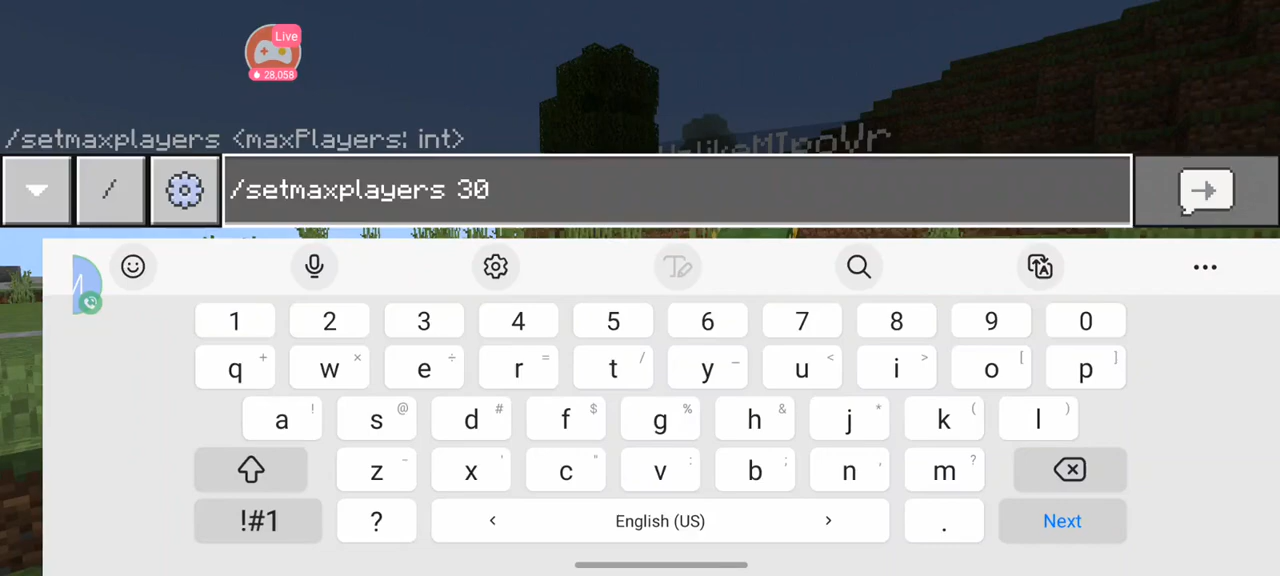 Live
28,058
/setmaxplayers <maxPlayers: int>
/ /setmaxplayers 30
1 2 3 4 5 6 7 8 9 0
q + w × e ÷ r = t / y _ u < i > o [ p ]
a ! s @ d # f $ g % h & j * k ( l )
z - x ' c " v : b ; n , m ?
!#1 ? < English (US) > . Next